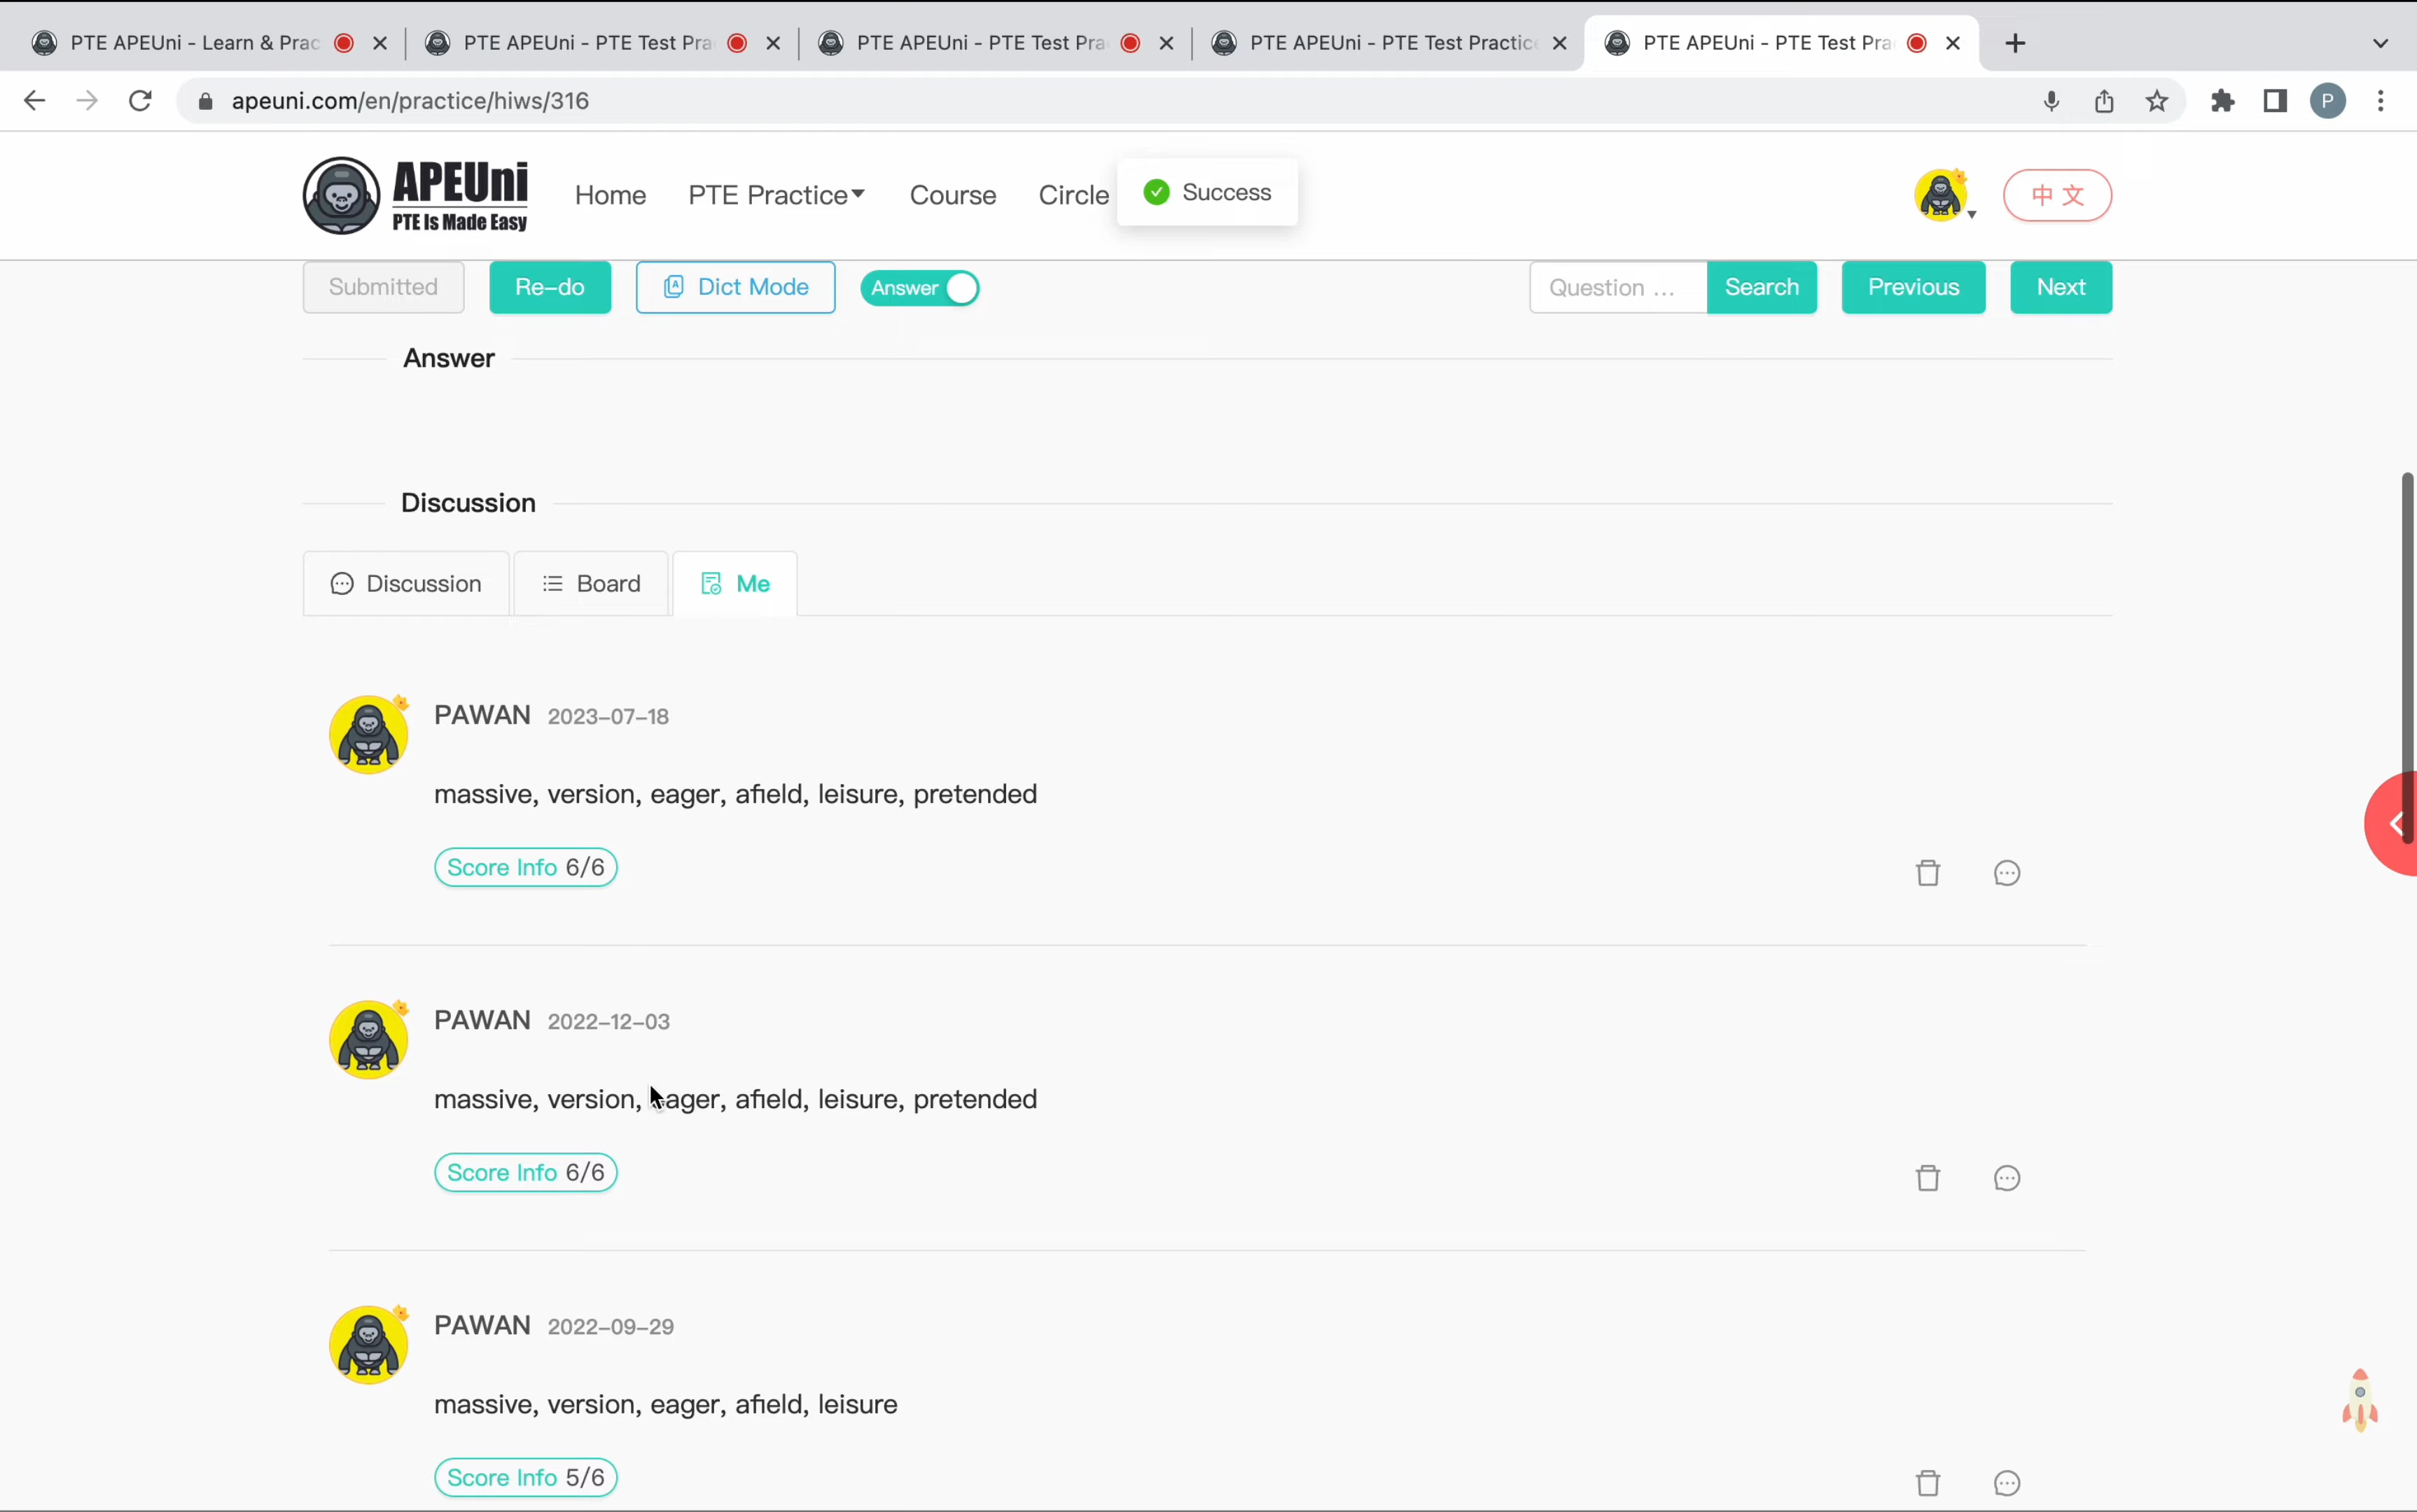 PTE APEUni - Learn & Prac
PTE APEUni - PTE Test Pra
PTE APEUni - PTE Test Pra
PTE APEUni - PTE Test Practic
PTE APEUni - PTE Test Pra
apeuni.com/en/practice/hiws/316
P
APEUni
PTE Is Made Easy
Home
PTE Practice
Course
Circle
Success
中文
Submitted
Re-do
Dict Mode
Answer
Question ...
Search
Previous
Next
Answer
Discussion
Discussion
Board
Me
PAWAN 2023-07-18
massive, version, eager, afield, leisure, pretended
Score Info 6/6
PAWAN 2022-12-03
massive, version, eager, afield, leisure, pretended
Score Info 6/6
PAWAN 2022-09-29
massive, version, eager, afield, leisure
Score Info 5/6